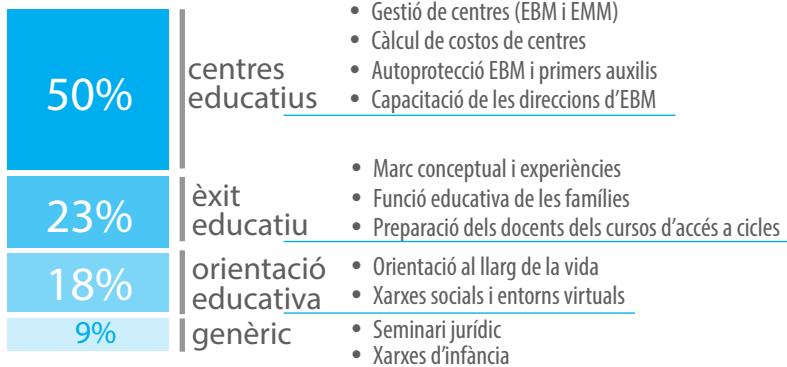 50%
centres
educatius
• Gestió de centres (EBM i EMM)
• Càlcul de costos de centres
• Autoprotecció EBM i primers auxilis
• Capacitació de les direccions d'EBM
23%
èxit
educatiu
• Marc conceptual i experiències
• Funció educativa de les famílies
• Preparació dels docents dels cursos d'accés a cicles
18%
orientació
educativa
• Orientació al llarg de la vida
• Xarxes socials i entorns virtuals
9%
genèric
• Seminari jurídic
• Xarxes d'infància